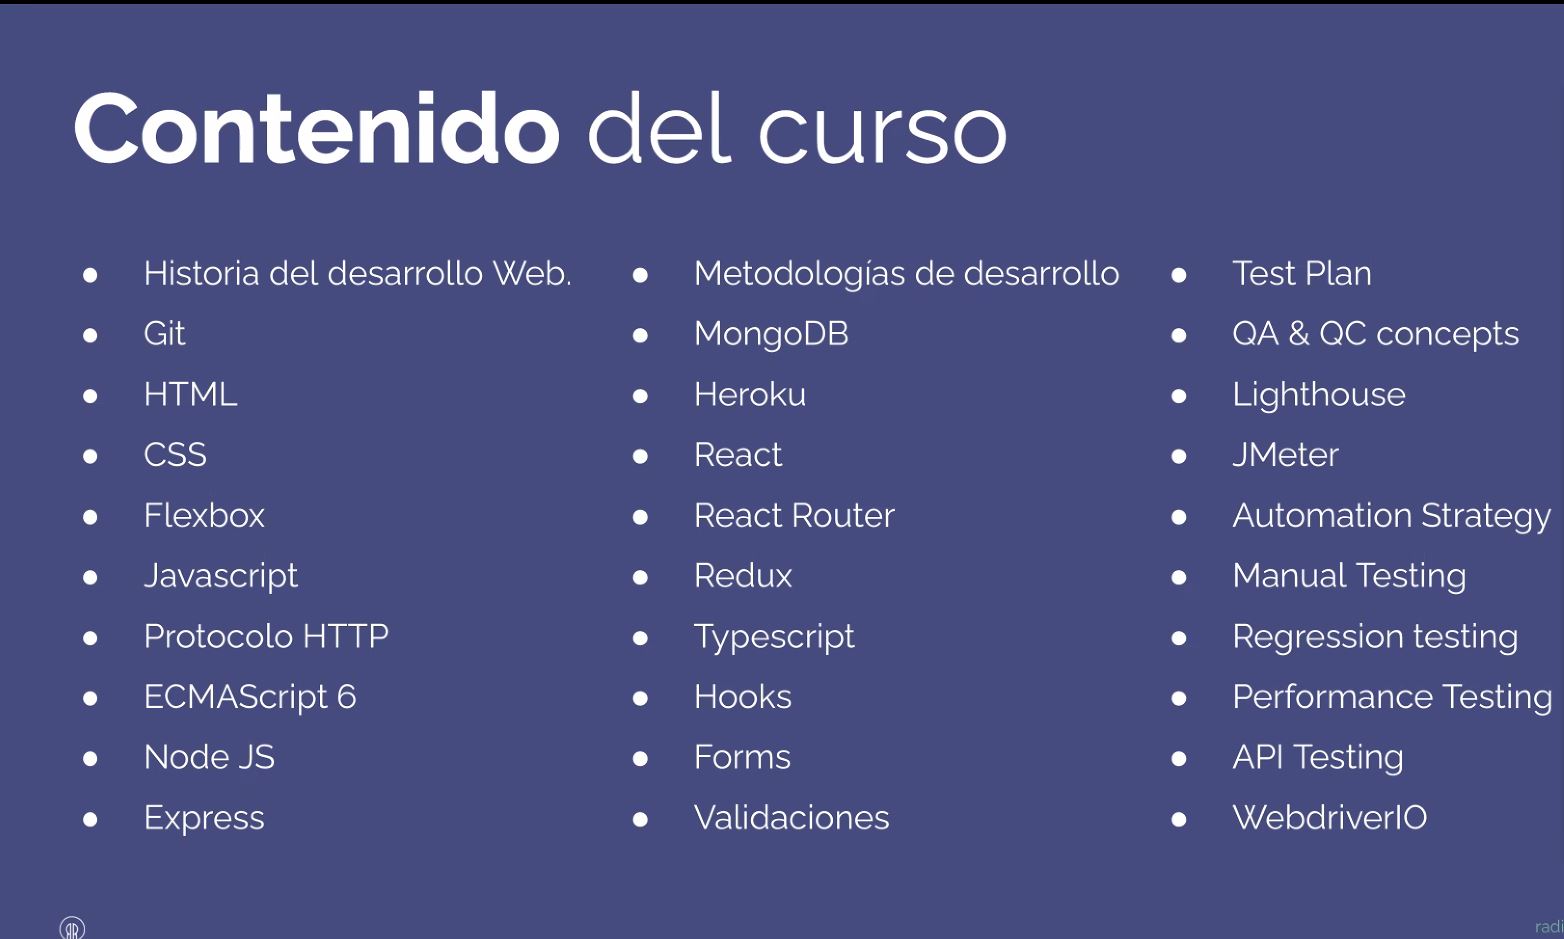 Contenido del curso
Historia del desarrollo Web.
Git
HTML
CSS
Flexbox
Javascript
Protocolo HTTP
ECMAScript 6
Node JS
Express
Metodologías de desarrollo
MongoDB
Heroku
React
React Router
Redux
Typescript
Hooks
Forms
Validaciones
Test Plan
QA & QC concepts
Lighthouse
JMeter
Automation Strategy
Manual Testing
Regression testing
Performance Testing
API Testing
WebdriverIO
radi